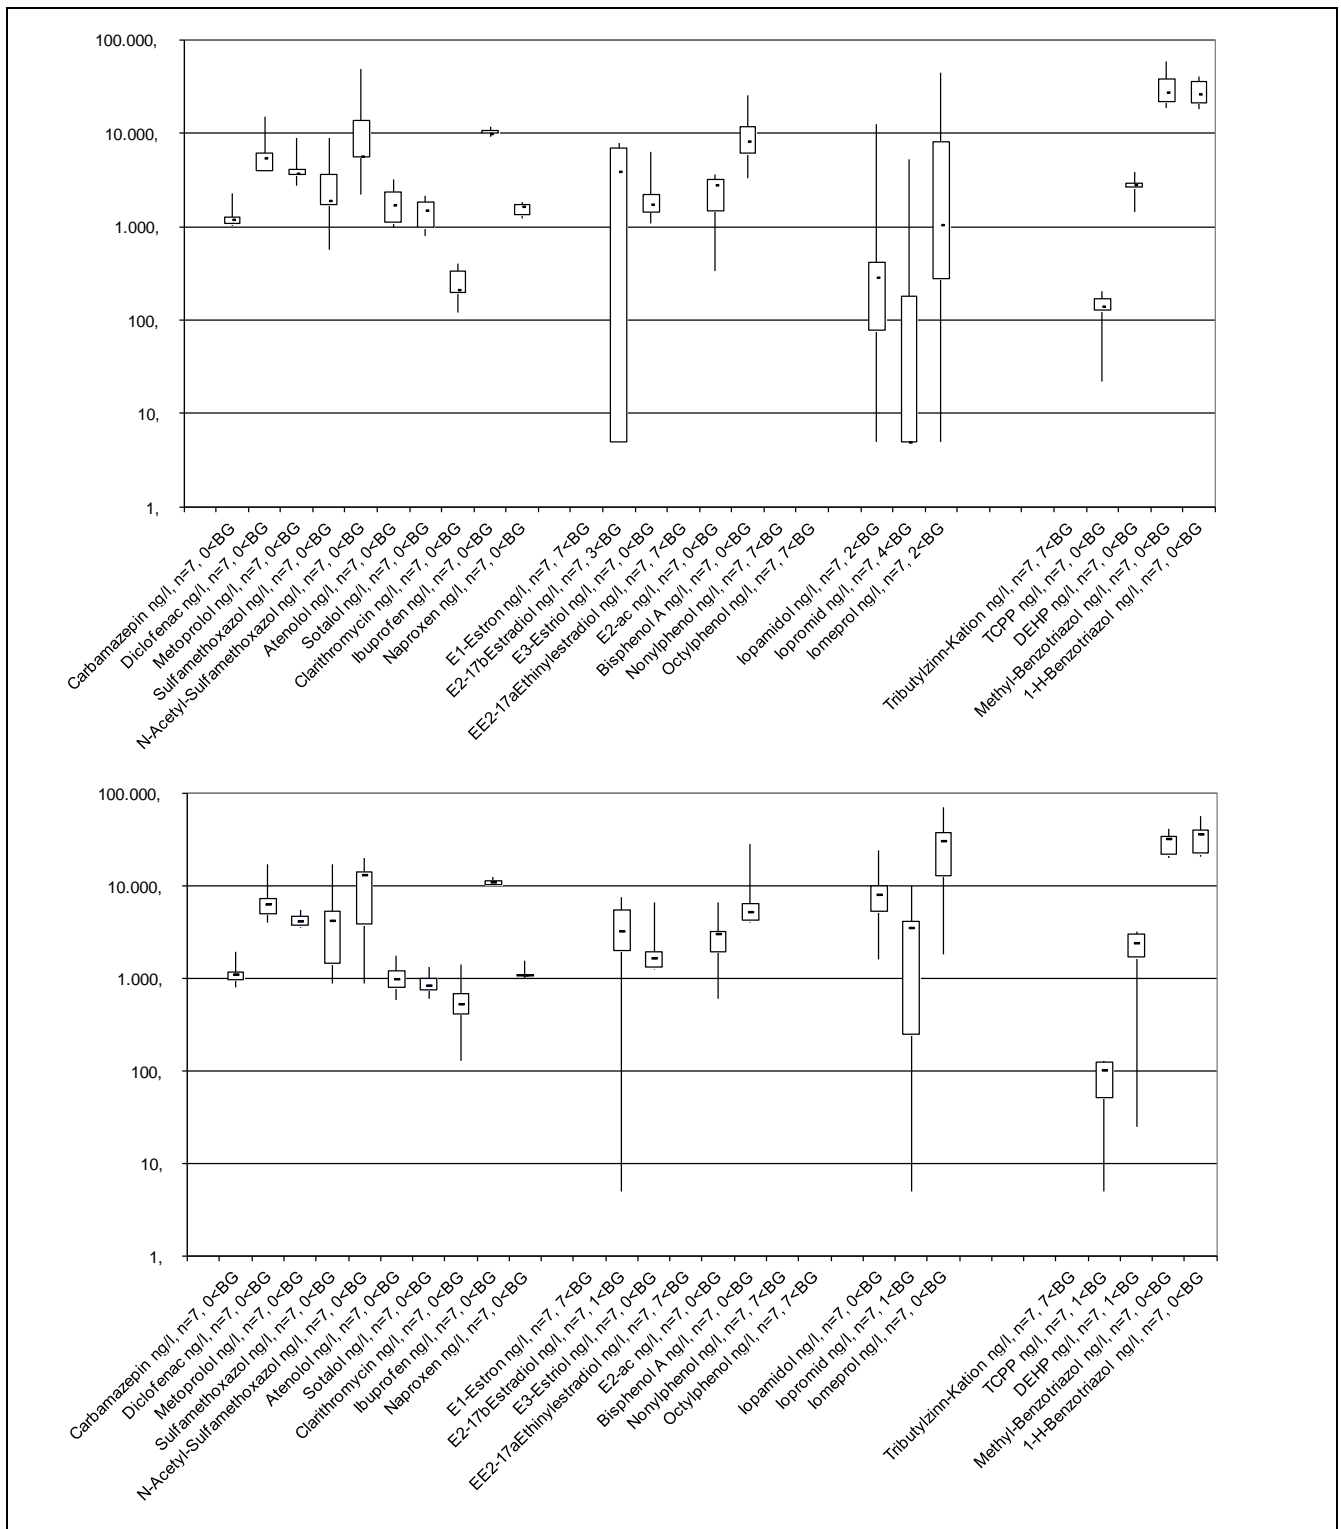 100.000,
10.000,
1.000,
100,
10,
1,
Carbamazepin ng/l, n=7, 0<BG
Diclofenac ng/l, n=7, 0<BG
Metoprolol ng/l, n=7, 0<BG
Sulfamethoxazol ng/l, n=7, 0<BG
N-Acetyl-Sulfamethoxazol ng/l, n=7, 0<BG
Atenolol ng/l, n=7, 0<BG
Sotalol ng/l, n=7, 0<BG
Clarithromycin ng/l, n=7, 0<BG
Ibuprofen ng/l, n=7, 0<BG
Naproxen ng/l, n=7, 0<BG
E1-Estron ng/l, n=7, 7<BG
E2-17bEstradiol ng/l, n=7, 3<BG
E3-Estriol ng/l, n=7, 0<BG
EE2-17aEthinylestradiol ng/l, n=7, 7<BG
E2-ac ng/l, n=7, 0<BG
Bisphenol A ng/l, n=7, 0<BG
Nonylphenol ng/l, n=7, 7<BG
Octylphenol ng/l, n=7, 7<BG
Iopamidol ng/l, n=7, 2<BG
Iopromid ng/l, n=7, 4<BG
Iomeprol ng/l, n=7, 2<BG
Tributylzinn-Kation ng/l, n=7, 7<BG
TCPP ng/l, n=7, 0<BG
DEHP ng/l, n=7, 0<BG
Methyl-Benzotriazol ng/l, n=7, 0<BG
1-H-Benzotriazol ng/l, n=7, 0<BG
100.000,
10.000,
1.000,
100,
10,
1,
Carbamazepin ng/l, n=7, 0<BG
Diclofenac ng/l, n=7, 0<BG
Metoprolol ng/l, n=7, 0<BG
Sulfamethoxazol ng/l, n=7, 0<BG
N-Acetyl-Sulfamethoxazol ng/l, n=7, 0<BG
Atenolol ng/l, n=7, 0<BG
Sotalol ng/l, n=7, 0<BG
Clarithromycin ng/l, n=7, 0<BG
Ibuprofen ng/l, n=7, 0<BG
Naproxen ng/l, n=7, 0<BG
E1-Estron ng/l, n=7, 7<BG
E2-17bEstradiol ng/l, n=7, 1<BG
E3-Estriol ng/l, n=7, 0<BG
EE2-17aEthinylestradiol ng/l, n=7, 7<BG
E2-ac ng/l, n=7, 0<BG
Bisphenol A ng/l, n=7, 0<BG
Nonylphenol ng/l, n=7, 7<BG
Octylphenol ng/l, n=7, 7<BG
Iopamidol ng/l, n=7, 0<BG
Iopromid ng/l, n=7, 1<BG
Iomeprol ng/l, n=7, 0<BG
Tributylzinn-Kation ng/l, n=7, 7<BG
TCPP ng/l, n=7, 1<BG
DEHP ng/l, n=7, 1<BG
Methyl-Benzotriazol ng/l, n=7, 0<BG
1-H-Benzotriazol ng/l, n=7, 0<BG